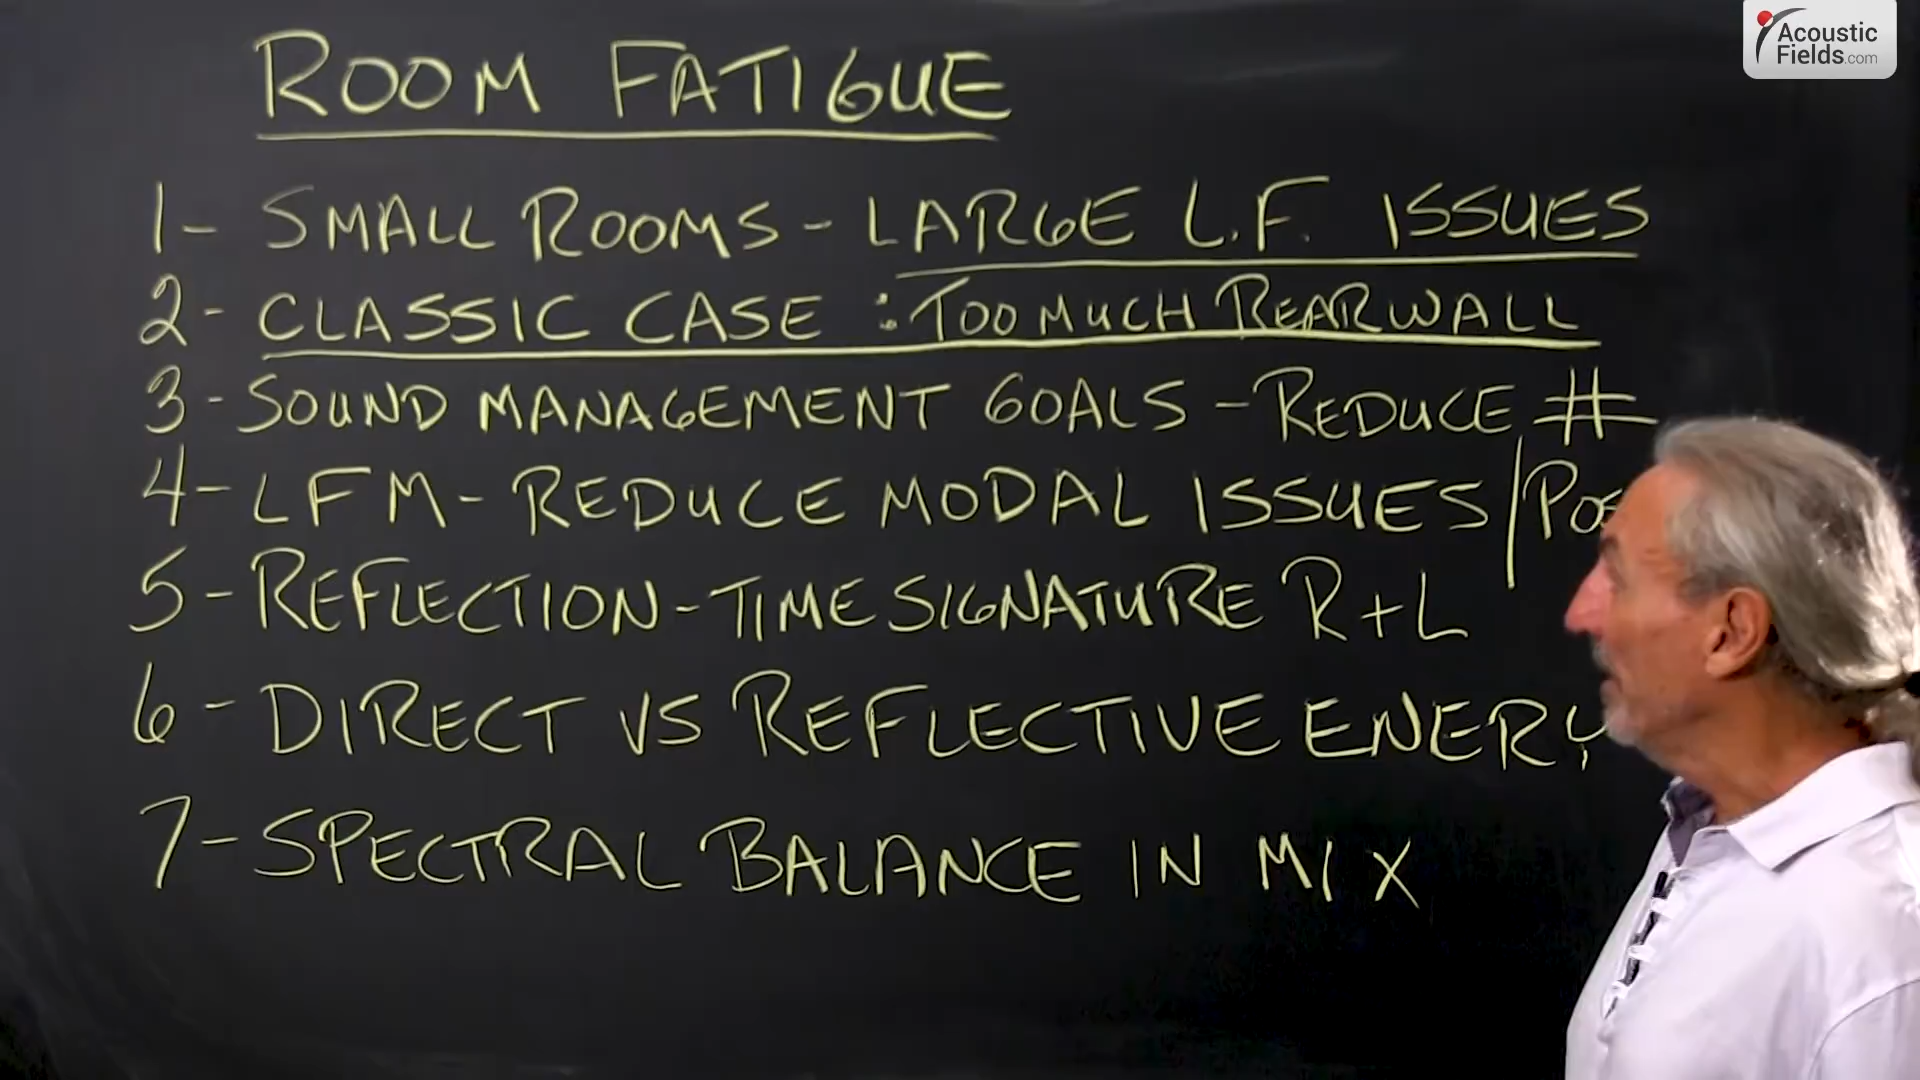 Acoustic
Fields.com
ROOM FATIGUE
1- SMALL ROOMS - LARGE L.F. ISSUES
2- CLASSIC CASE : TOO MUCH REARWALL
3- SOUND MANAGEMENT GOALS - REDUCE #
4- LFM - REDUCE MODAL ISSUES/
5- REFLECTION - TIME SIGNATURE R + L
6- DIRECT VS REFLECTIVE ENERY
7- SPECTRAL BALANCE IN MIX